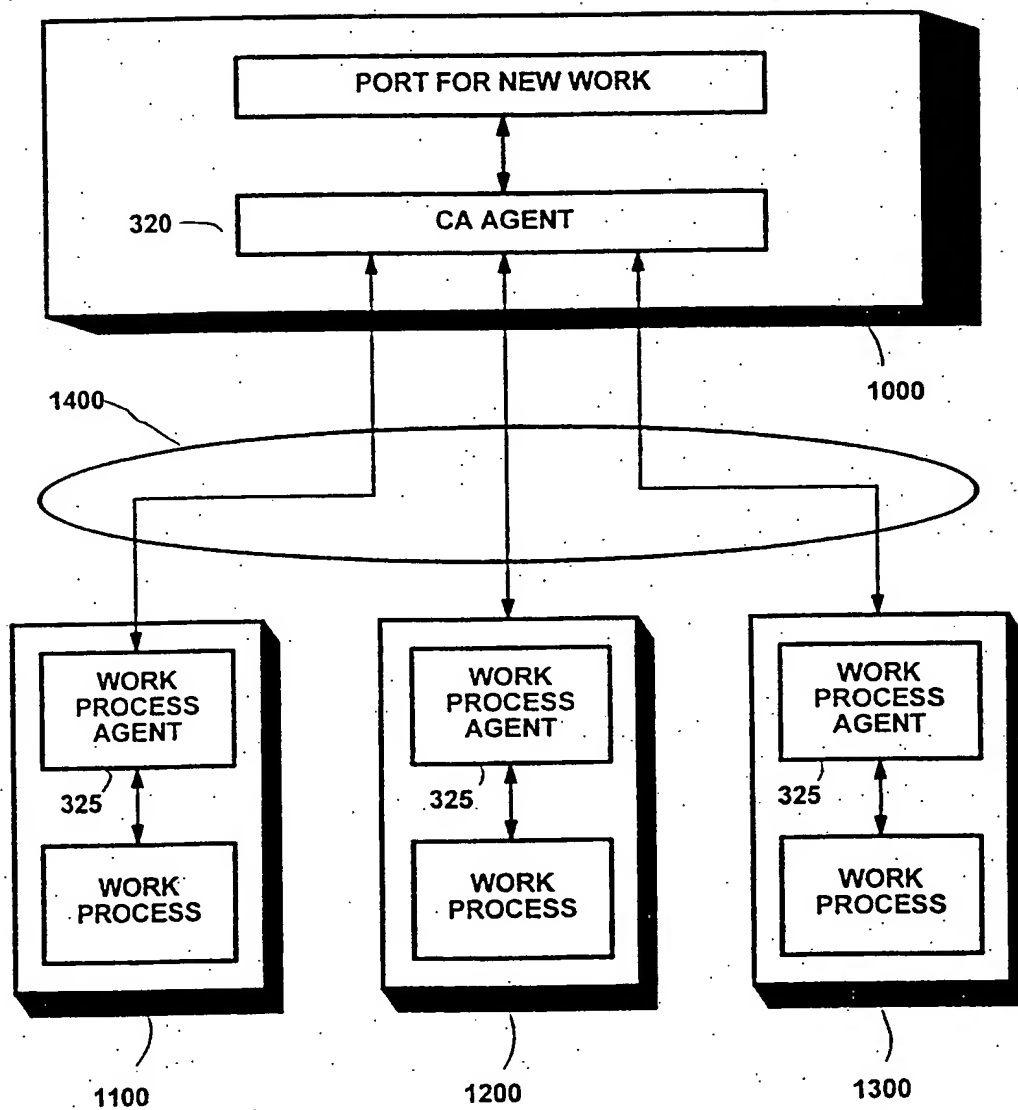 PORT FOR NEW WORK
320
CA AGENT
1000
1400
WORK
PROCESS
AGENT
325
WORK
PROCESS
1100
WORK
PROCESS
AGENT
325
WORK
PROCESS
1200
WORK
PROCESS
AGENT
325
WORK
PROCESS
1300